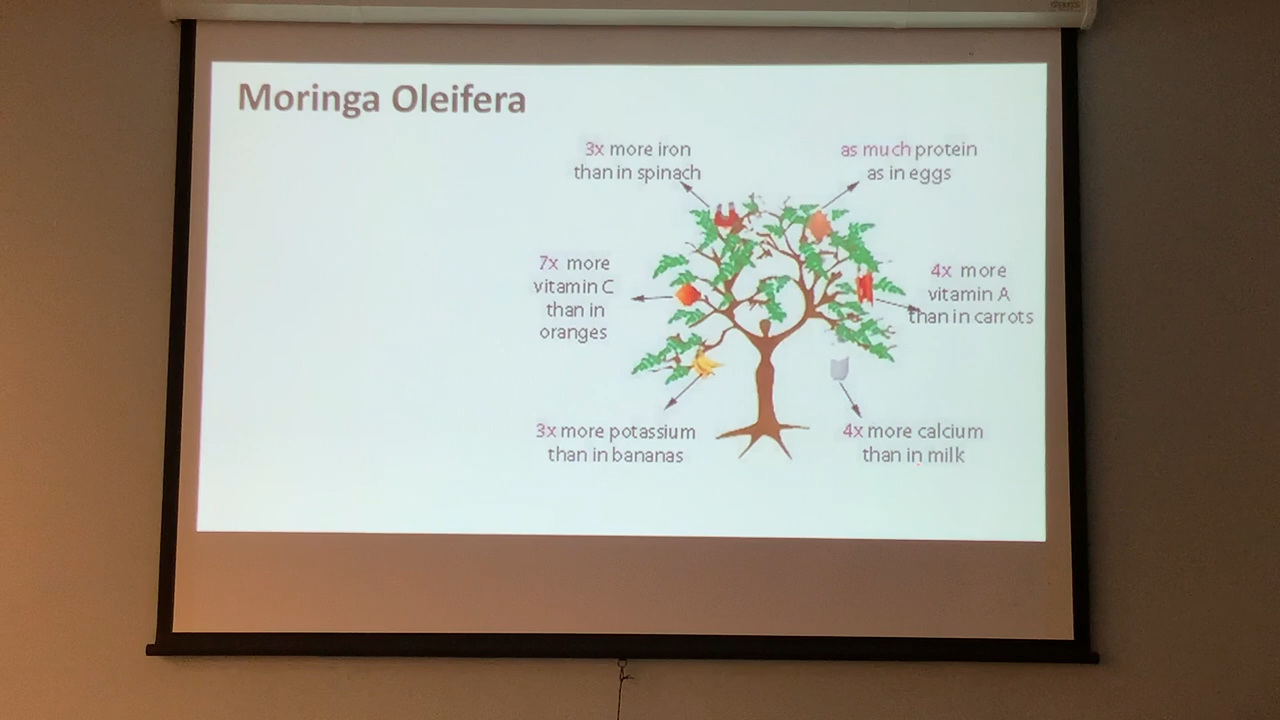 Moringa Oleifera
3x more iron
than in spinach
as much protein
as in eggs
7x more
vitamin C
than in
oranges
4x more
vitamin A
than in carrots
3x more potassium
than in bananas
4x more calcium
than in milk